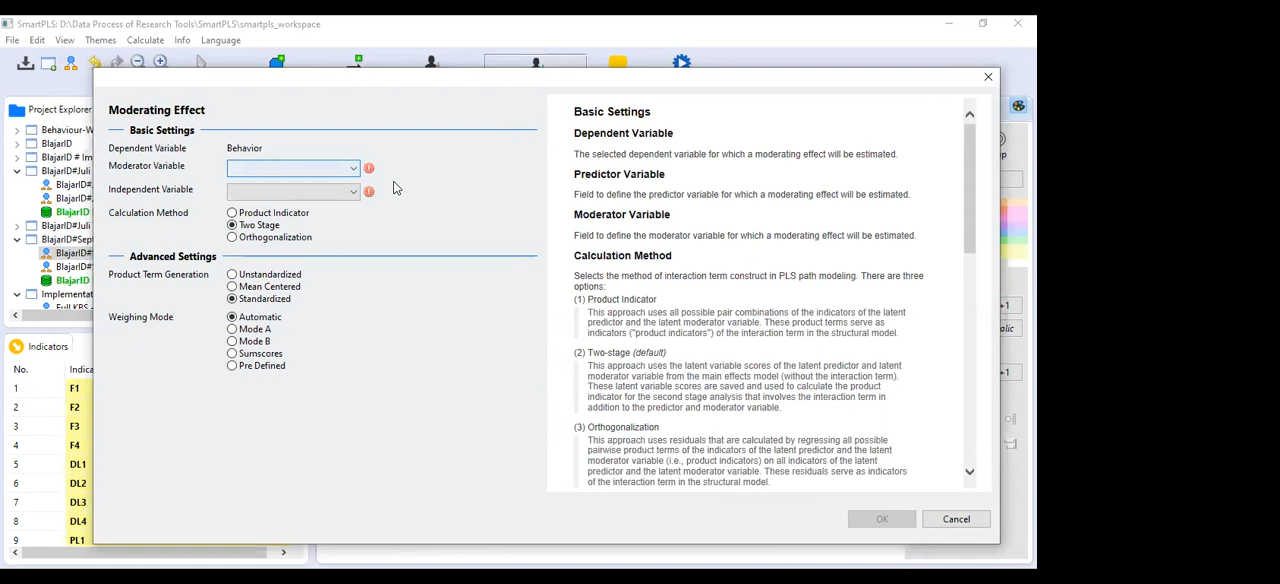 SmartPLS: D:\Data Process of Research Tools\SmartPLS\smartpls_workspace
File Edit View Themes Calculate Info Language
Project Explorer
Behaviour-W
BlajarID
BlajarID # Im
BlajarID#Juli
BlajarID#
BlajarID#
BlajarID
BlajarID#Juli
BlajarID#Sept
BlajarID#
BlajarID#
BlajarID
Implementat
Indicators
No. Indica
1 F1
2 F2
3 F3
4 F4
5 DL1
6 DL2
7 DL3
8 DL4
9 PL1
Moderating Effect
Basic Settings
Dependent Variable Behavior
Moderator Variable
Independent Variable
Calculation Method Product Indicator
Two Stage
Orthogonalization
Advanced Settings
Product Term Generation Unstandardized
Mean Centered
Standardized
Weighing Mode Automatic
Mode A
Mode B
Sumscores
Pre Defined
Basic Settings
Dependent Variable
The selected dependent variable for which a moderating effect will be estimated.
Predictor Variable
Field to define the predictor variable for which a moderating effect will be estimated.
Moderator Variable
Field to define the moderator variable for which a moderating effect will be estimated.
Calculation Method
Selects the method of interaction term construct in PLS path modeling. There are three
options:
(1) Product Indicator
This approach uses all possible pair combinations of the indicators of the latent
predictor and the latent moderator variable. These product terms serve as
indicators ("product indicators") of the interaction term in the structural model.
(2) Two-stage (default)
This approach uses the latent variable scores of the latent predictor and latent
moderator variable from the main effects model (without the interaction term).
These latent variable scores are saved and used to calculate the product
indicator for the second stage analysis that involves the interaction term in
addition to the predictor and moderator variable.
(3) Orthogonalization
This approach uses residuals that are calculated by regressing all possible
pairwise product terms of the indicators of the latent predictor and the latent
moderator variable (i.e., product indicators) on all indicators of the latent
predictor and the latent moderator variable. These residuals serve as indicators
of the interaction term in the structural model.
OK Cancel
+1
alic
+1